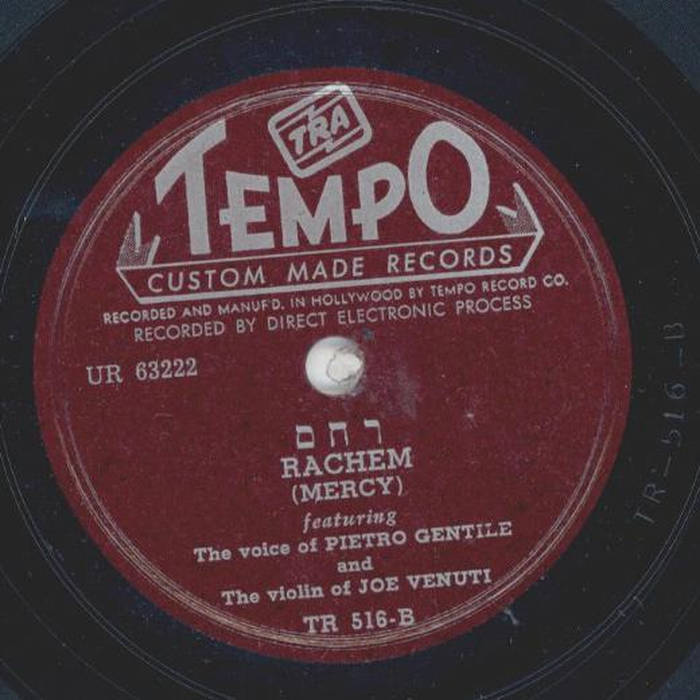 TRA
TEMPO
CUSTOM MADE RECORDS
RECORDED AND MANUF'D. IN HOLLYWOOD BY TEMPO RECORD CO.
RECORDED BY DIRECT ELECTRONIC PROCESS
UR 63222
רחם
RACHEM
(MERCY)
featuring
The voice of PIETRO GENTILE
and
The violin of JOE VENUTI
TR 516-B
TR-516-B